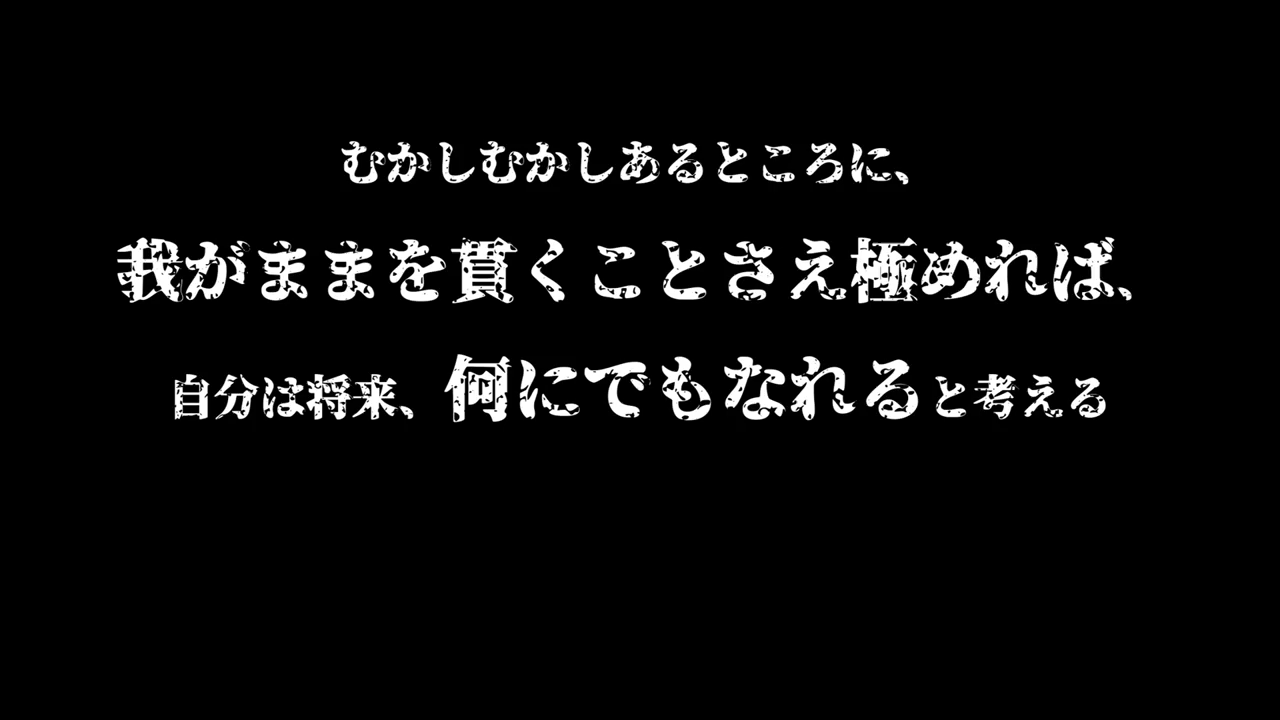 むかしむかしあるところに、
我がままを貫くことさえ極めれば、
自分は将来、何にでもなれると考える